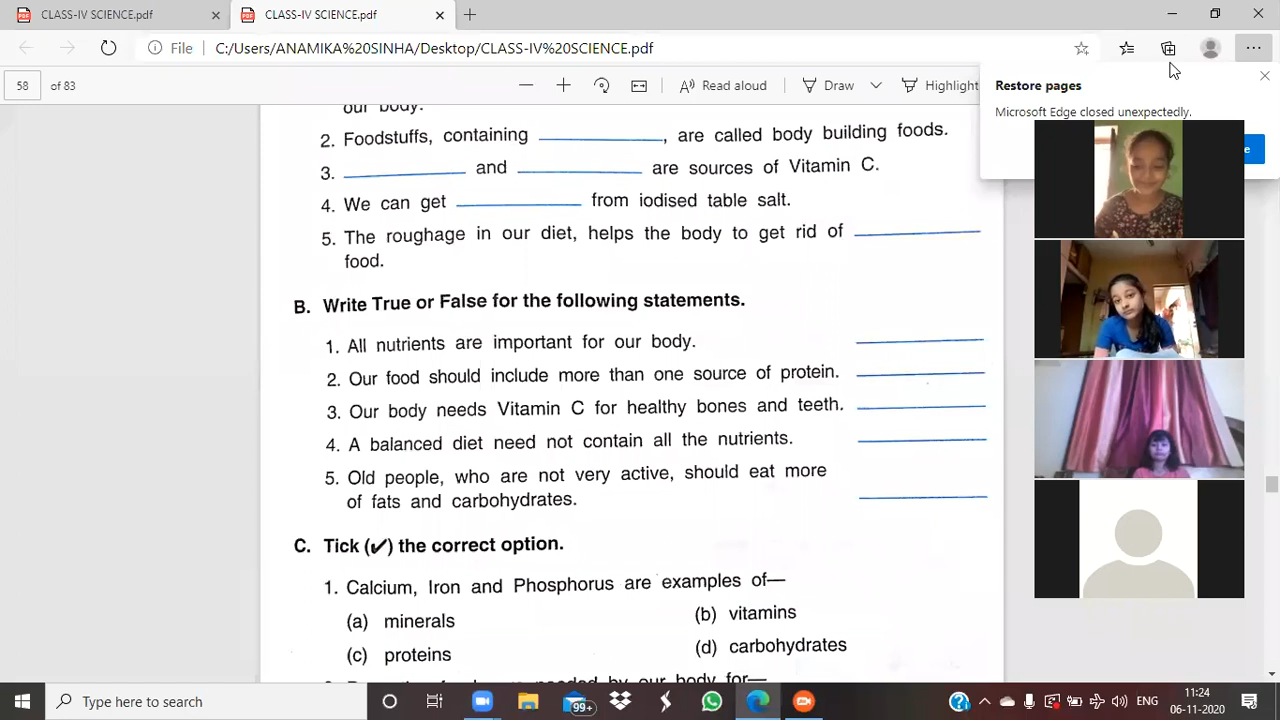 CLASS-IV SCIENCE.pdf
CLASS-IV SCIENCE.pdf
File C:/Users/ANAMIKA%20SINHA/Desktop/CLASS-IV%20SCIENCE.pdf
58 of 83 Read aloud Draw Highlight
Restore pages
Microsoft Edge closed unexpectedly.
our body.
2. Foodstuffs, containing ____________, are called body building foods.
3. ____________ and ____________ are sources of Vitamin C.
4. We can get ____________ from iodised table salt.
5. The roughage in our diet, helps the body to get rid of ____________
food.
B. Write True or False for the following statements.
1. All nutrients are important for our body. ____________
2. Our food should include more than one source of protein. ____________
3. Our body needs Vitamin C for healthy bones and teeth. ____________
4. A balanced diet need not contain all the nutrients. ____________
5. Old people, who are not very active, should eat more
of fats and carbohydrates. ____________
C. Tick (✓) the correct option.
1. Calcium, Iron and Phosphorus are examples of—
(a) minerals (b) vitamins
(c) proteins (d) carbohydrates
needed by our body for—
Type here to search
99+
ENG
11:24
06-11-2020